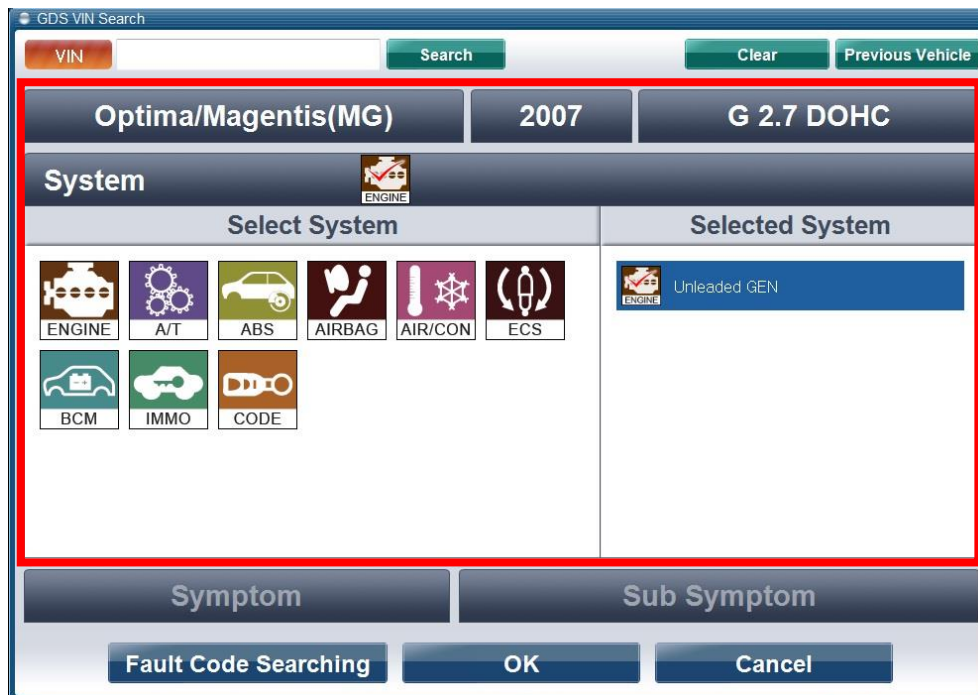 GDS VIN Search
VIN Search Clear Previous Vehicle
Optima/Magentis(MG) 2007 G 2.7 DOHC
System ENGINE
Select System Selected System
ENGINE Unleaded GEN
ENGINE A/T ABS AIRBAG AIR/CON ECS
BCM IMMO CODE
Symptom Sub Symptom
Fault Code Searching OK Cancel